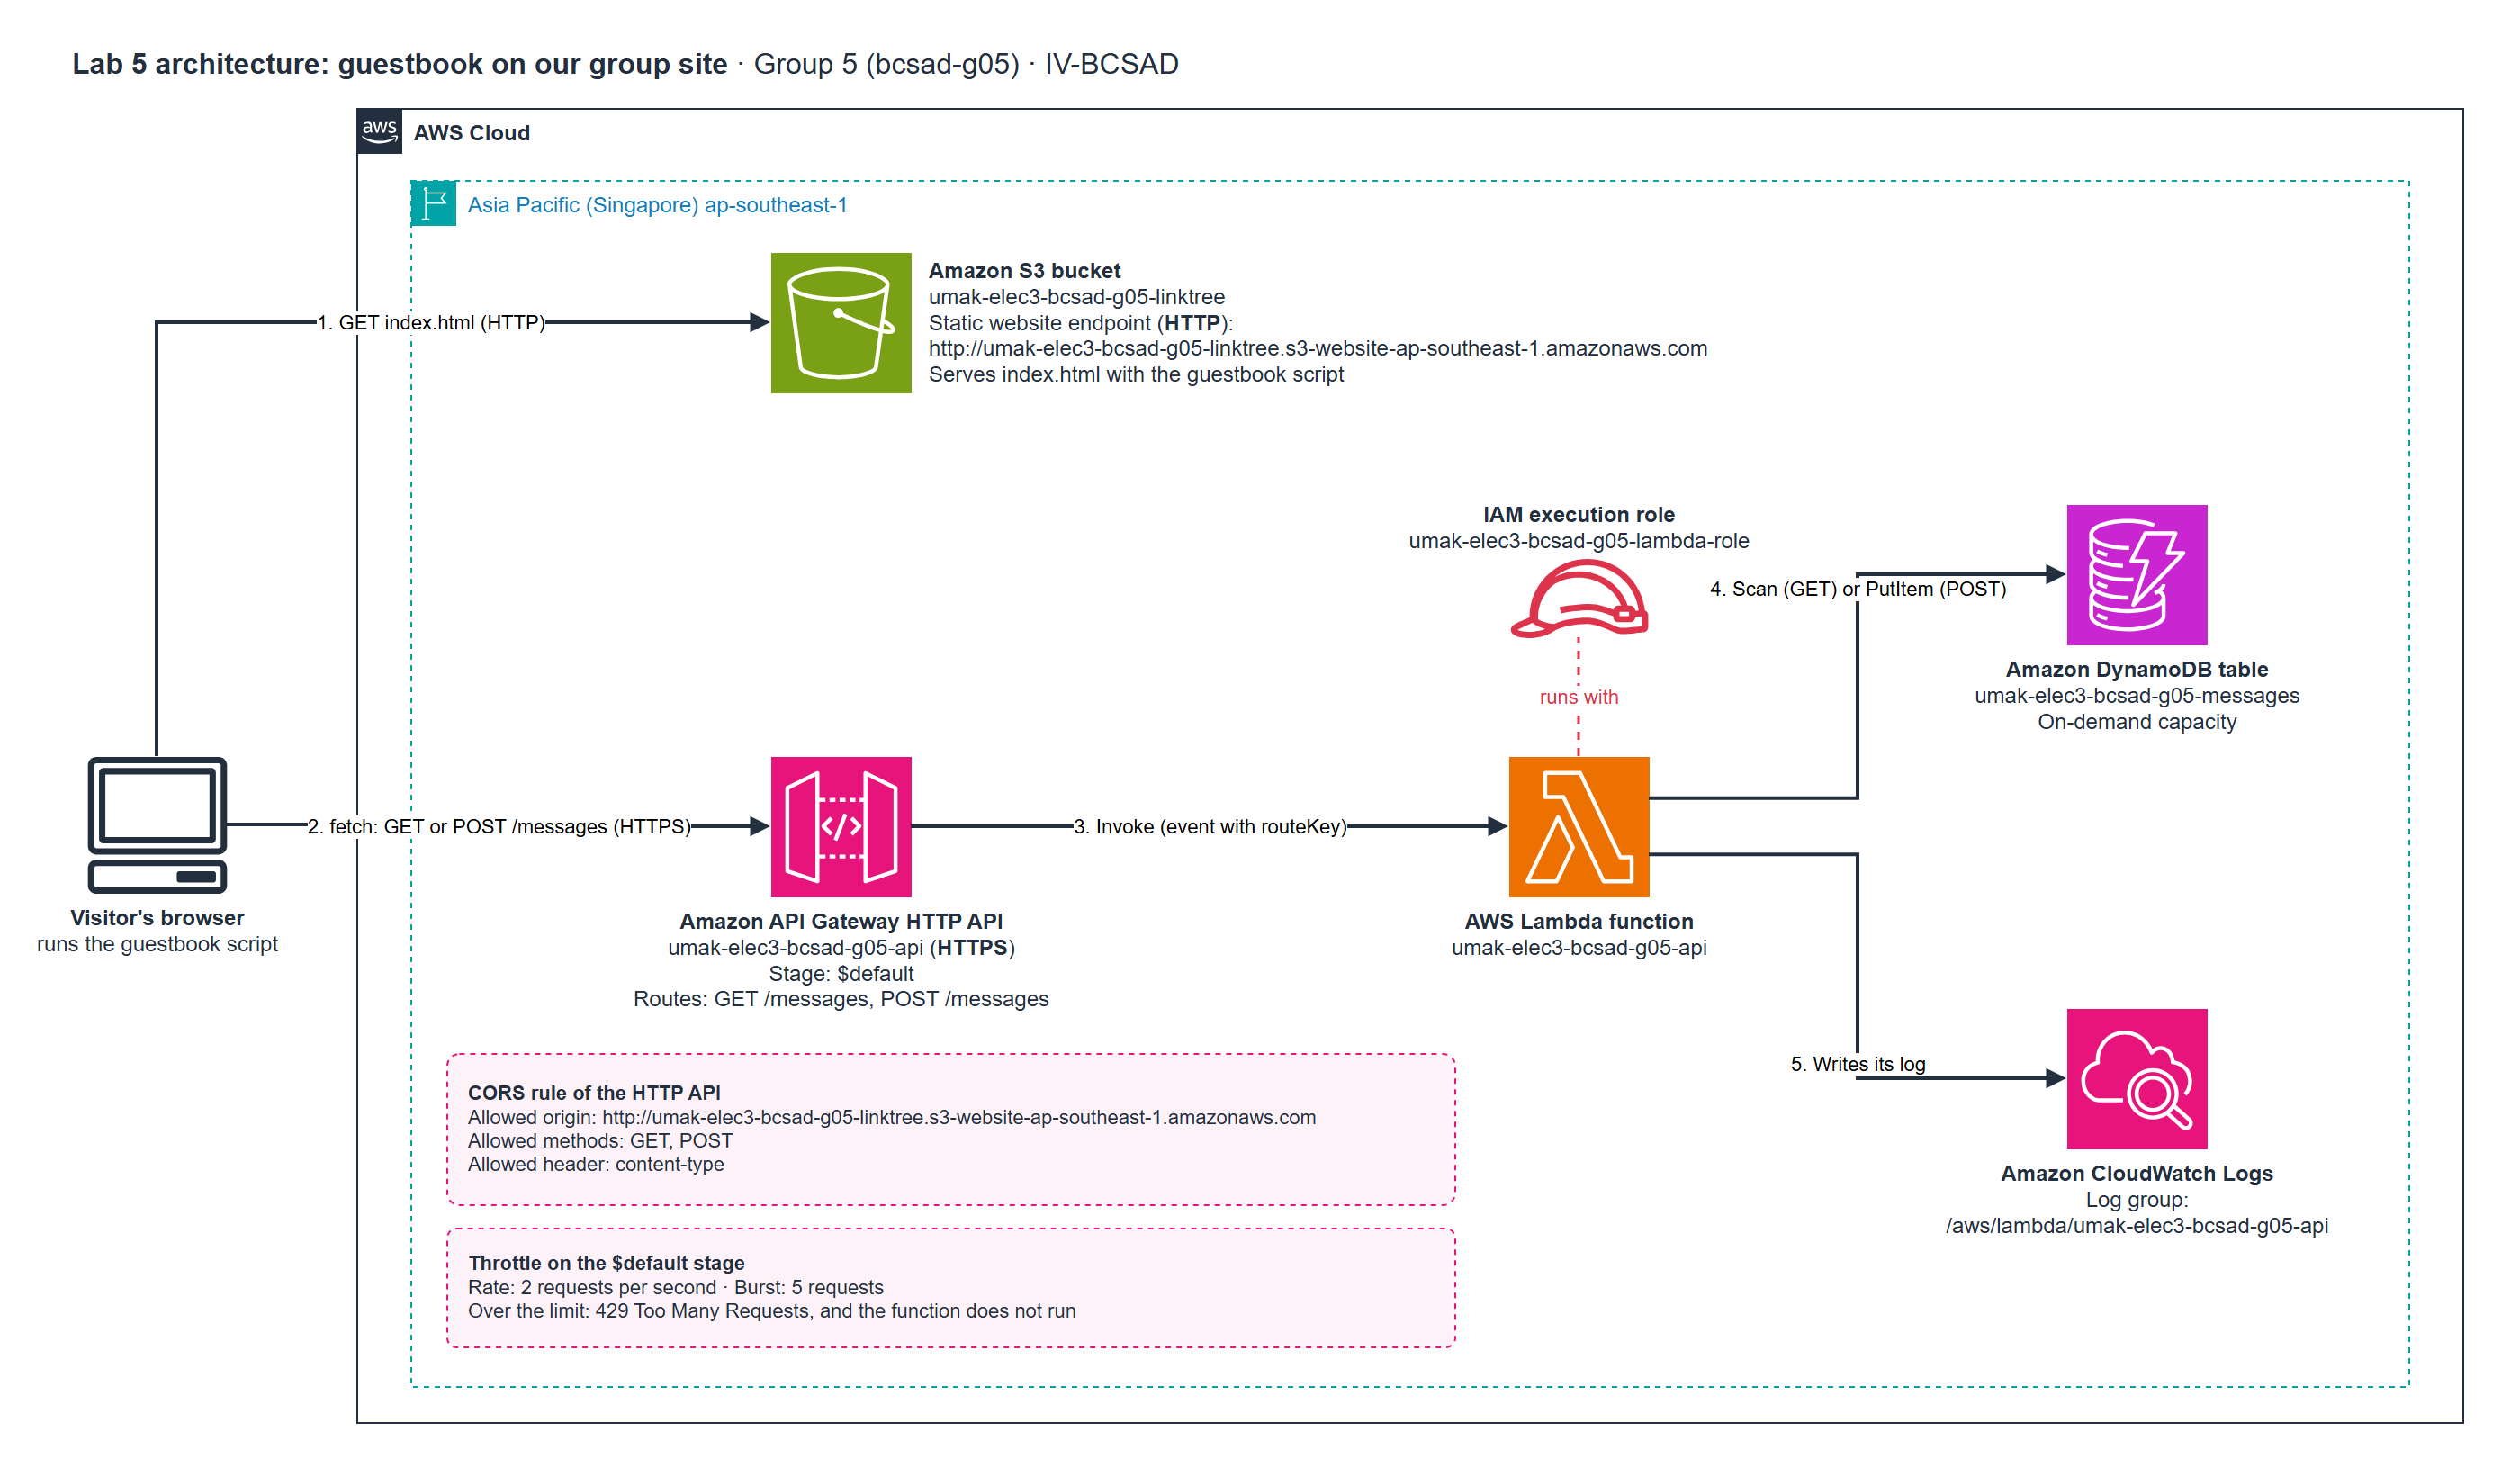 Lab 5 architecture: guestbook on our group site · Group 5 (bcsad-g05) · IV-BCSAD
aws
AWS Cloud
Asia Pacific (Singapore) ap-southeast-1
Amazon S3 bucket
umak-elec3-bcsad-g05-linktree
Static website endpoint (HTTP):
http://umak-elec3-bcsad-g05-linktree.s3-website-ap-southeast-1.amazonaws.com
Serves index.html with the guestbook script
1. GET index.html (HTTP)
IAM execution role
umak-elec3-bcsad-g05-lambda-role
runs with
4. Scan (GET) or PutItem (POST)
Amazon DynamoDB table
umak-elec3-bcsad-g05-messages
On-demand capacity
Visitor's browser
runs the guestbook script
2. fetch: GET or POST /messages (HTTPS)
</>
Amazon API Gateway HTTP API
umak-elec3-bcsad-g05-api (HTTPS)
Stage: $default
Routes: GET /messages, POST /messages
3. Invoke (event with routeKey)
AWS Lambda function
umak-elec3-bcsad-g05-api
5. Writes its log
Amazon CloudWatch Logs
Log group:
/aws/lambda/umak-elec3-bcsad-g05-api
CORS rule of the HTTP API
Allowed origin: http://umak-elec3-bcsad-g05-linktree.s3-website-ap-southeast-1.amazonaws.com
Allowed methods: GET, POST
Allowed header: content-type
Throttle on the $default stage
Rate: 2 requests per second · Burst: 5 requests
Over the limit: 429 Too Many Requests, and the function does not run